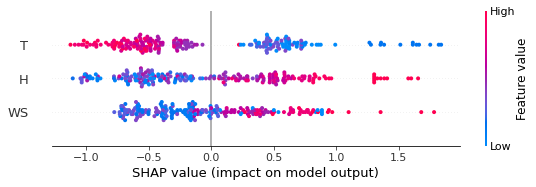 High
T
H
WS
Low
Feature value
−1.0 −0.5 0.0 0.5 1.0 1.5
SHAP value (impact on model output)